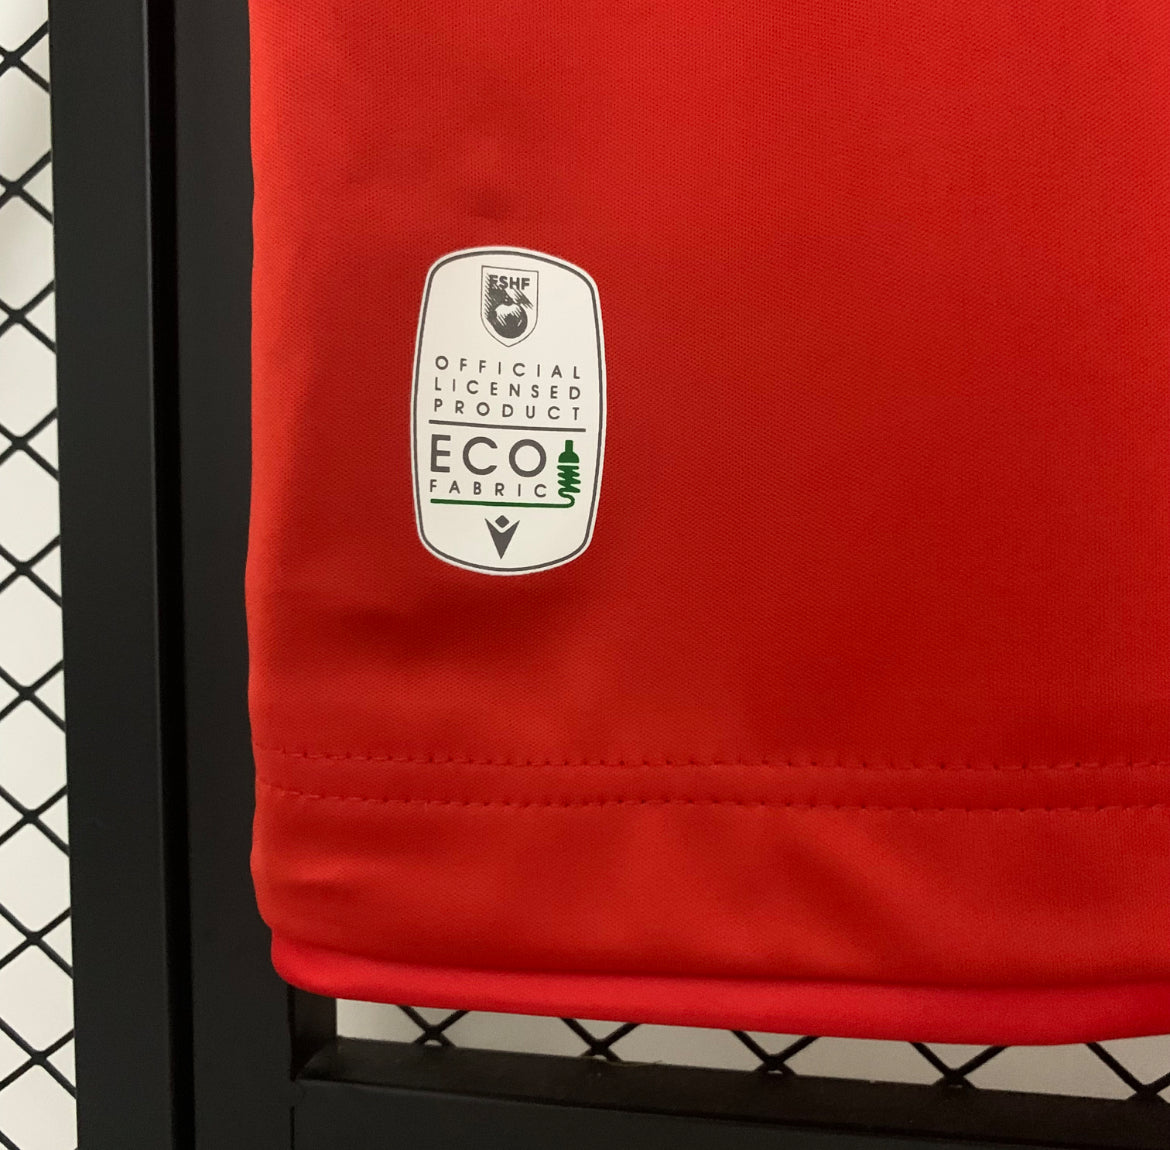 FSHF
OFFICIAL
LICENSED
PRODUCT
ECO
FABRIC